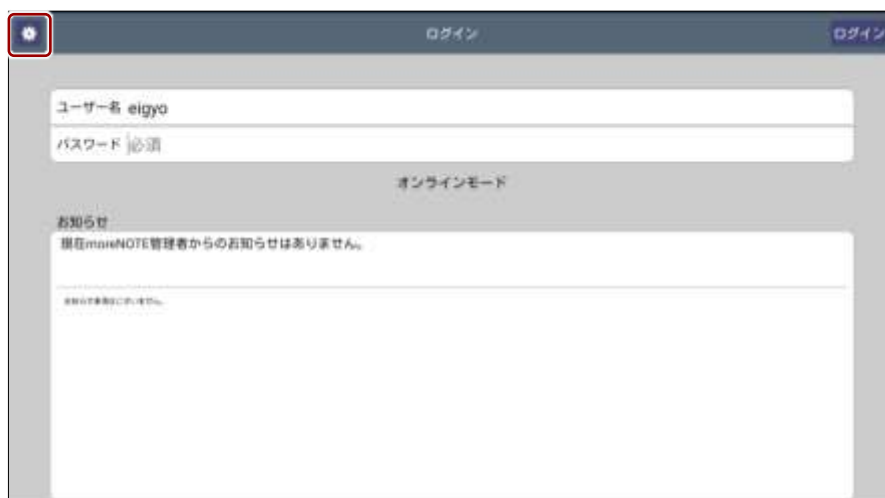 ログイン
ログイン
ユーザー名 eigyo
パスワード 必須
オンラインモード
お知らせ
現在moreNOTE管理者からのお知らせはありません。